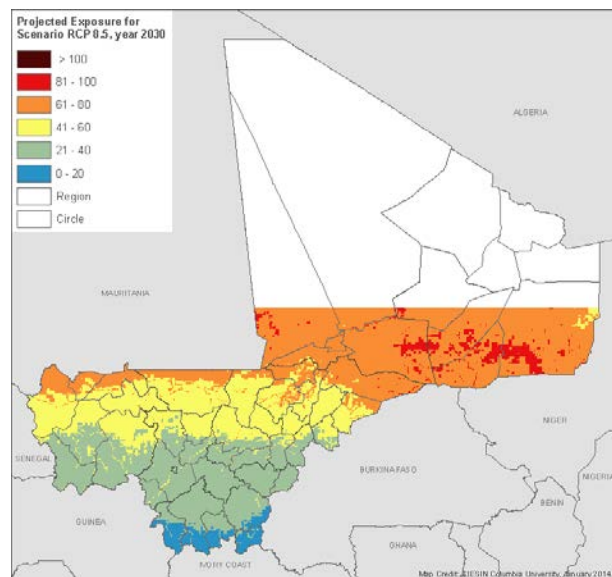 Projected Exposure for
Scenario RCP 8.5, year 2030
> 100
81 - 100
61 - 80
41 - 60
21 - 40
0 - 20
Region
Circle
ALGERIA
MAURITANIA
NIGER
SENEGAL
BURKINA FASO
NIGERIA
BENIN
GUINEA
GHANA
IVORY COAST
Map Credit: CIESIN Columbia University, January 2014